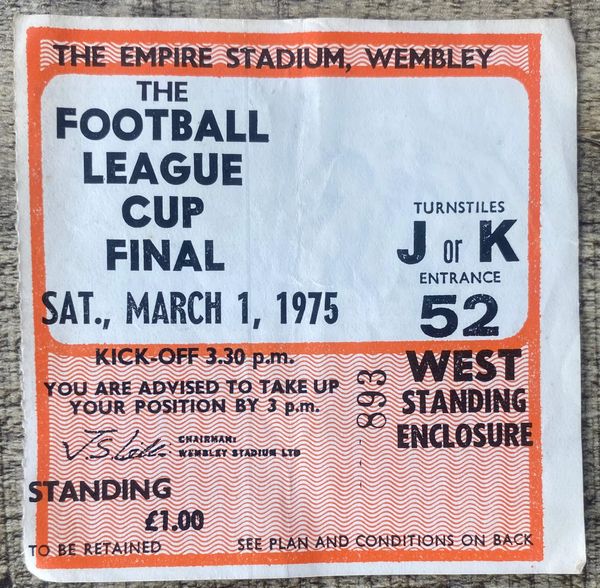 THE EMPIRE STADIUM, WEMBLEY
THE
FOOTBALL
LEAGUE
CUP
FINAL
SAT., MARCH 1, 1975
TURNSTILES
J or K
ENTRANCE
52
KICK-OFF 3.30 p.m.
YOU ARE ADVISED TO TAKE UP
YOUR POSITION BY 3 p.m.
CHAIRMAN:
WEMBLEY STADIUM LTD
893
WEST
STANDING
ENCLOSURE
STANDING
£1.00
TO BE RETAINED
SEE PLAN AND CONDITIONS ON BACK